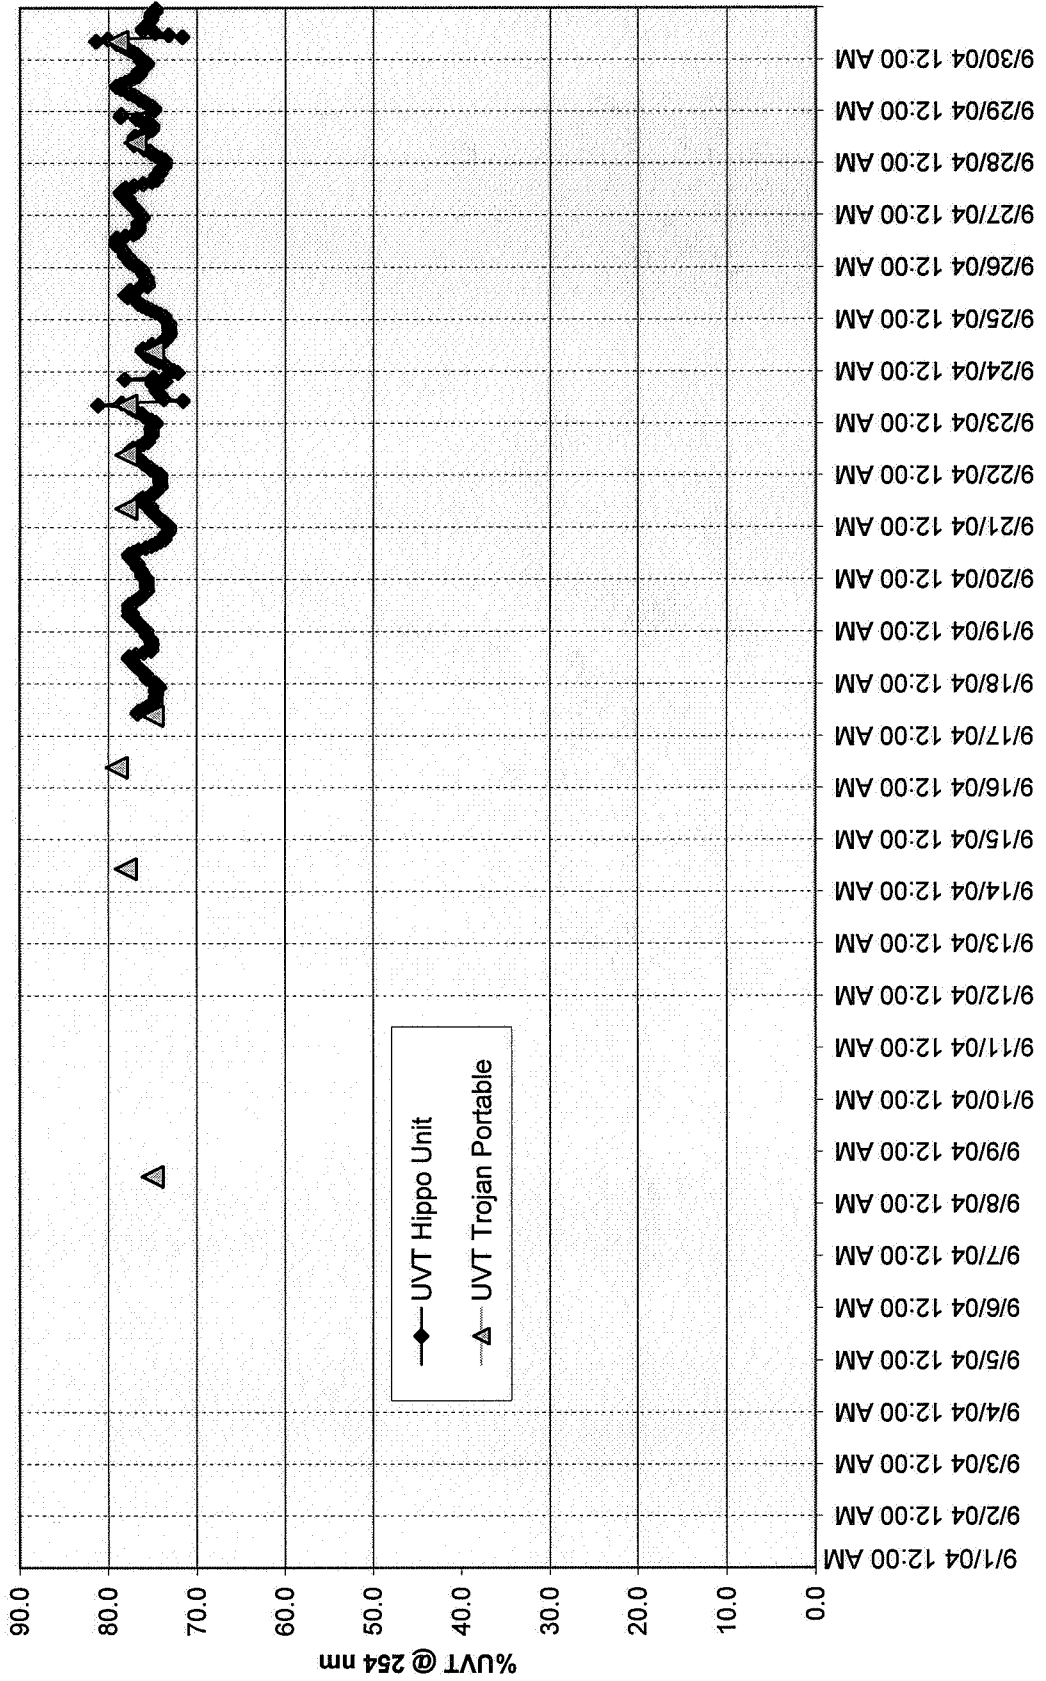 %UVT @ 254 nm
90.0
80.0
70.0
60.0
50.0
40.0
30.0
20.0
10.0
0.0
UVT Hippo Unit
UVT Trojan Portable
9/1/04 12:00 AM
9/2/04 12:00 AM
9/3/04 12:00 AM
9/4/04 12:00 AM
9/5/04 12:00 AM
9/6/04 12:00 AM
9/7/04 12:00 AM
9/8/04 12:00 AM
9/9/04 12:00 AM
9/10/04 12:00 AM
9/11/04 12:00 AM
9/12/04 12:00 AM
9/13/04 12:00 AM
9/14/04 12:00 AM
9/15/04 12:00 AM
9/16/04 12:00 AM
9/17/04 12:00 AM
9/18/04 12:00 AM
9/19/04 12:00 AM
9/20/04 12:00 AM
9/21/04 12:00 AM
9/22/04 12:00 AM
9/23/04 12:00 AM
9/24/04 12:00 AM
9/25/04 12:00 AM
9/26/04 12:00 AM
9/27/04 12:00 AM
9/28/04 12:00 AM
9/29/04 12:00 AM
9/30/04 12:00 AM